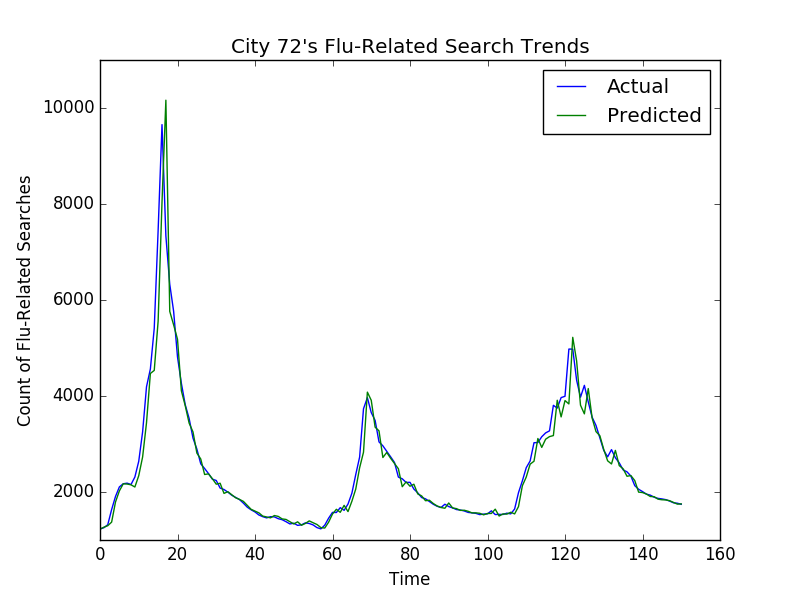 City 72's Flu-Related Search Trends
Actual
Predicted
Count of Flu-Related Searches
10000
8000
6000
4000
2000
0 20 40 60 80 100 120 140 160
Time